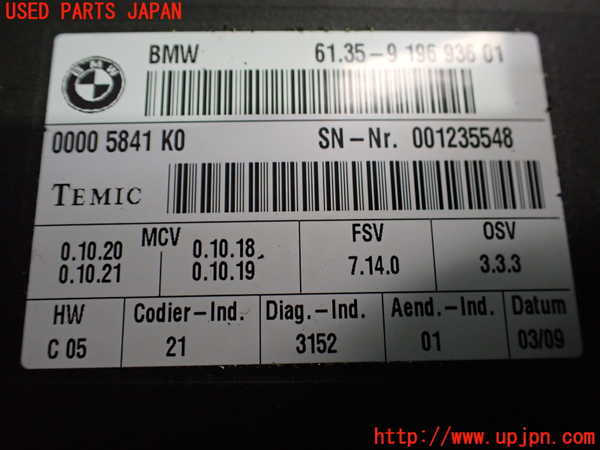 USED PARTS JAPAN
BMW 61.35-9 196 936 01
BMW
0000 5841 K0 SN-Nr. 001235548
TEMIC
MCV FSV OSV
0.10.20 0.10.18 7.14.0 3.3.3
0.10.21 0.10.19
HW Codier-Ind. Diag.-Ind. Aend.-Ind. Datum
C 05 21 3152 01 03/09
http://www.upjpn.com/